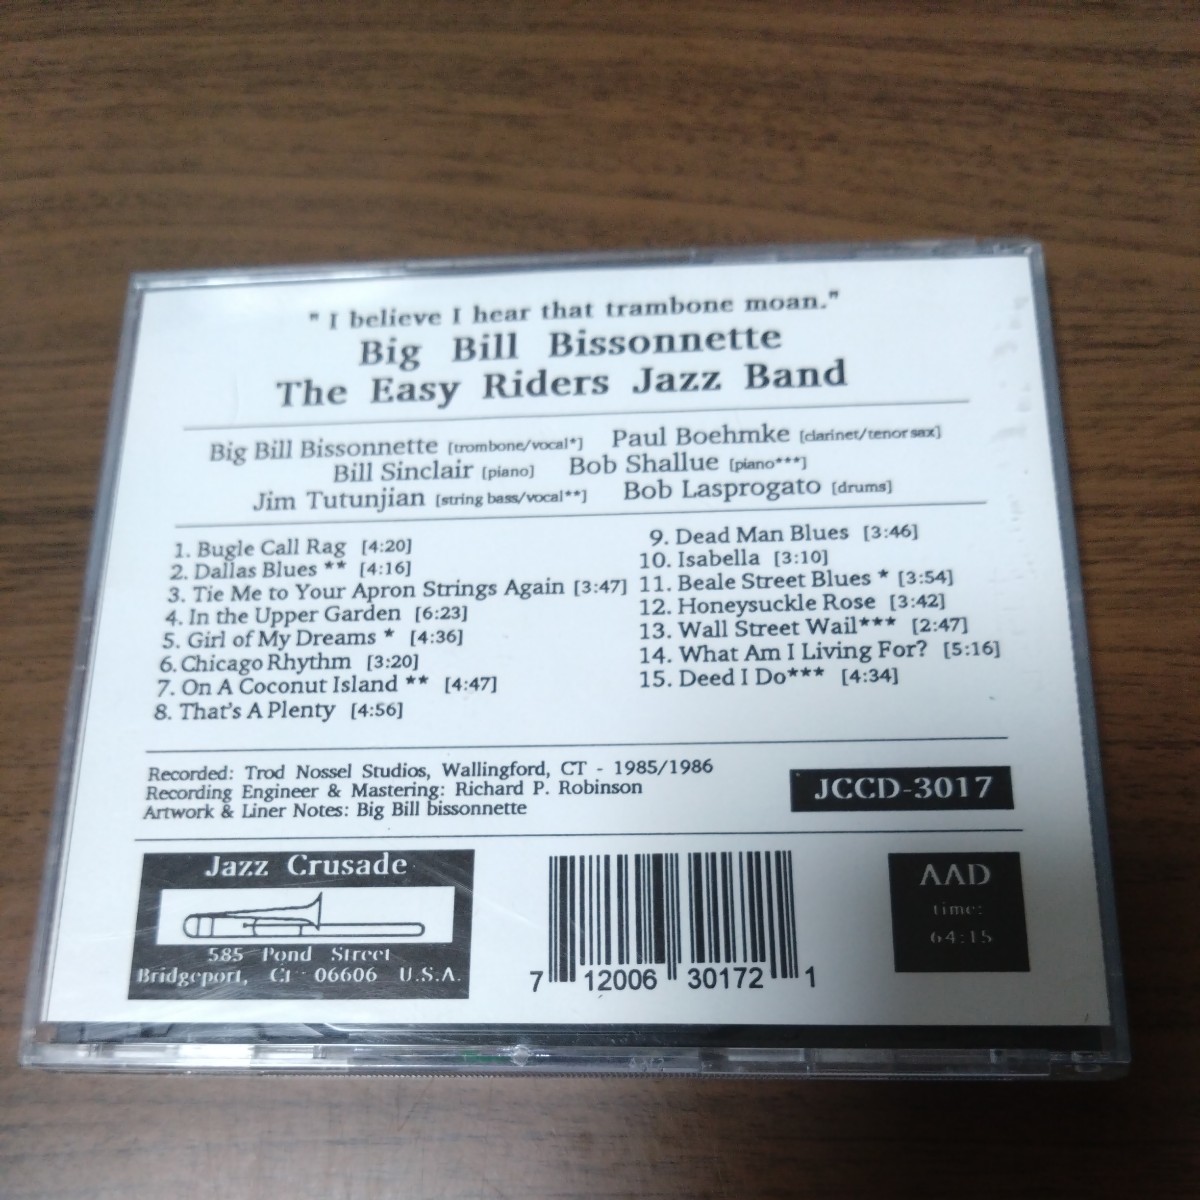 " I believe I hear that trambone moan."
Big Bill Bissonnette
The Easy Riders Jazz Band
Big Bill Bissonnette [trombone/vocal*] Paul Boehmke [clarinet/tenor sax]
Bill Sinclair [piano] Bob Shallue [piano***]
Jim Tutunjian [string bass/vocal**] Bob Lasprogato [drums]
1. Bugle Call Rag [4:20]
2. Dallas Blues ** [4:16]
3. Tie Me to Your Apron Strings Again [3:47]
4. In the Upper Garden [6:23]
5. Girl of My Dreams * [4:36]
6. Chicago Rhythm [3:20]
7. On A Coconut Island ** [4:47]
8. That's A Plenty [4:56]
9. Dead Man Blues [3:46]
10. Isabella [3:10]
11. Beale Street Blues * [3:54]
12. Honeysuckle Rose [3:42]
13. Wall Street Wail*** [2:47]
14. What Am I Living For? [5:16]
15. Deed I Do*** [4:34]
Recorded: Trod Nossel Studios, Wallingford, CT - 1985/1986
Recording Engineer & Mastering: Richard P. Robinson
Artwork & Liner Notes: Big Bill bissonnette
JCCD-3017
Jazz Crusade
585 Pond Street
Bridgeport, CT 06606 U.S.A.
7 12006 30172 1
AAD
time:
64:15